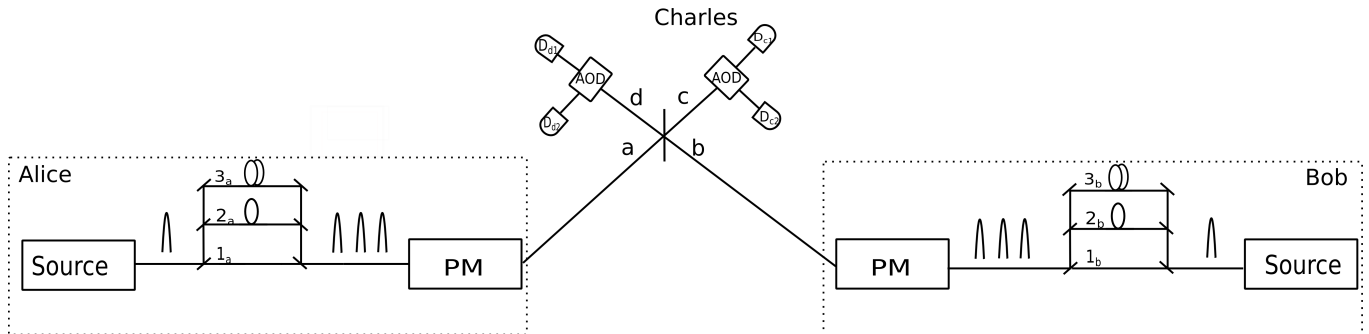 Charles
D_d1
AOD
D_d2
d
c
D_c1
AOD
D_c2
a
b
Alice
3_a
2_a
1_a
Source
PM
Bob
3_b
2_b
1_b
PM
Source